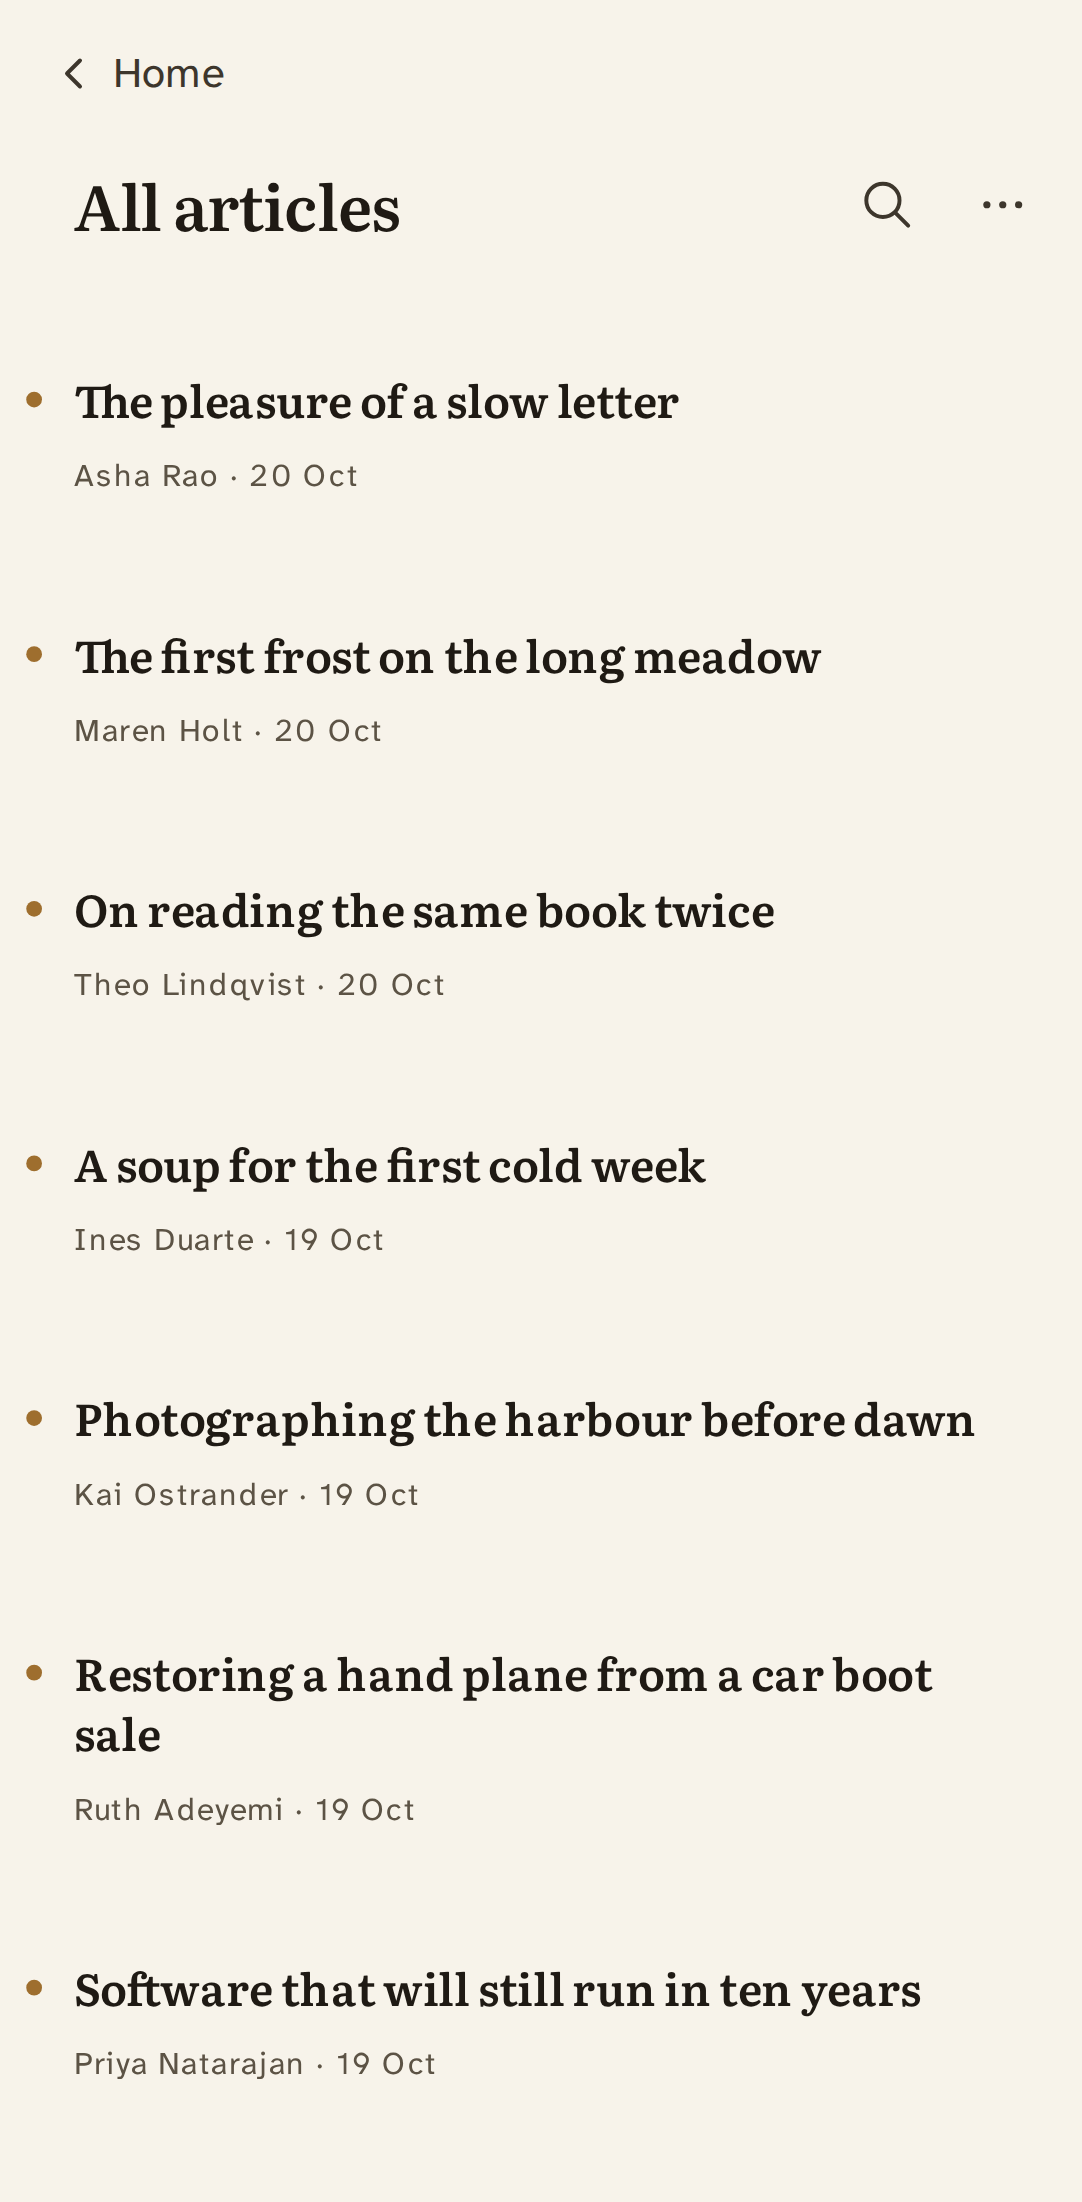 Home
All articles
The pleasure of a slow letter
Asha Rao · 20 Oct
The first frost on the long meadow
Maren Holt · 20 Oct
On reading the same book twice
Theo Lindqvist · 20 Oct
A soup for the first cold week
Ines Duarte · 19 Oct
Photographing the harbour before dawn
Kai Ostrander · 19 Oct
Restoring a hand plane from a car boot
sale
Ruth Adeyemi · 19 Oct
Software that will still run in ten years
Priya Natarajan · 19 Oct